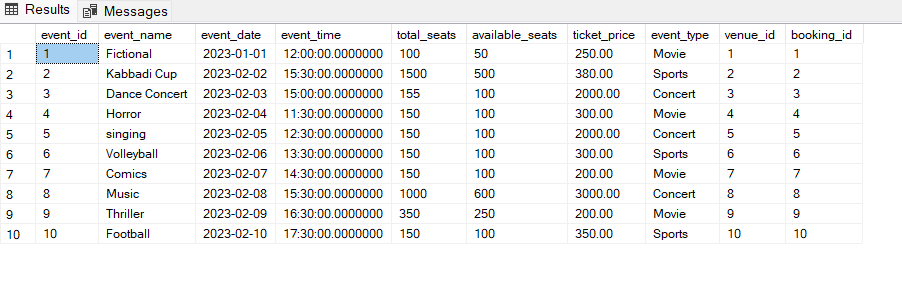 Results Messages
event_id event_name event_date event_time total_seats available_seats ticket_price event_type venue_id booking_id
1 1 Fictional 2023-01-01 12:00:00.0000000 100 50 250.00 Movie 1 1
2 2 Kabbadi Cup 2023-02-02 15:30:00.0000000 1500 500 380.00 Sports 2 2
3 3 Dance Concert 2023-02-03 15:00:00.0000000 155 100 2000.00 Concert 3 3
4 4 Horror 2023-02-04 11:30:00.0000000 150 100 300.00 Movie 4 4
5 5 singing 2023-02-05 12:30:00.0000000 150 100 2000.00 Concert 5 5
6 6 Volleyball 2023-02-06 13:30:00.0000000 150 100 300.00 Sports 6 6
7 7 Comics 2023-02-07 14:30:00.0000000 150 100 200.00 Movie 7 7
8 8 Music 2023-02-08 15:30:00.0000000 1000 600 3000.00 Concert 8 8
9 9 Thriller 2023-02-09 16:30:00.0000000 350 250 200.00 Movie 9 9
10 10 Football 2023-02-10 17:30:00.0000000 150 100 350.00 Sports 10 10